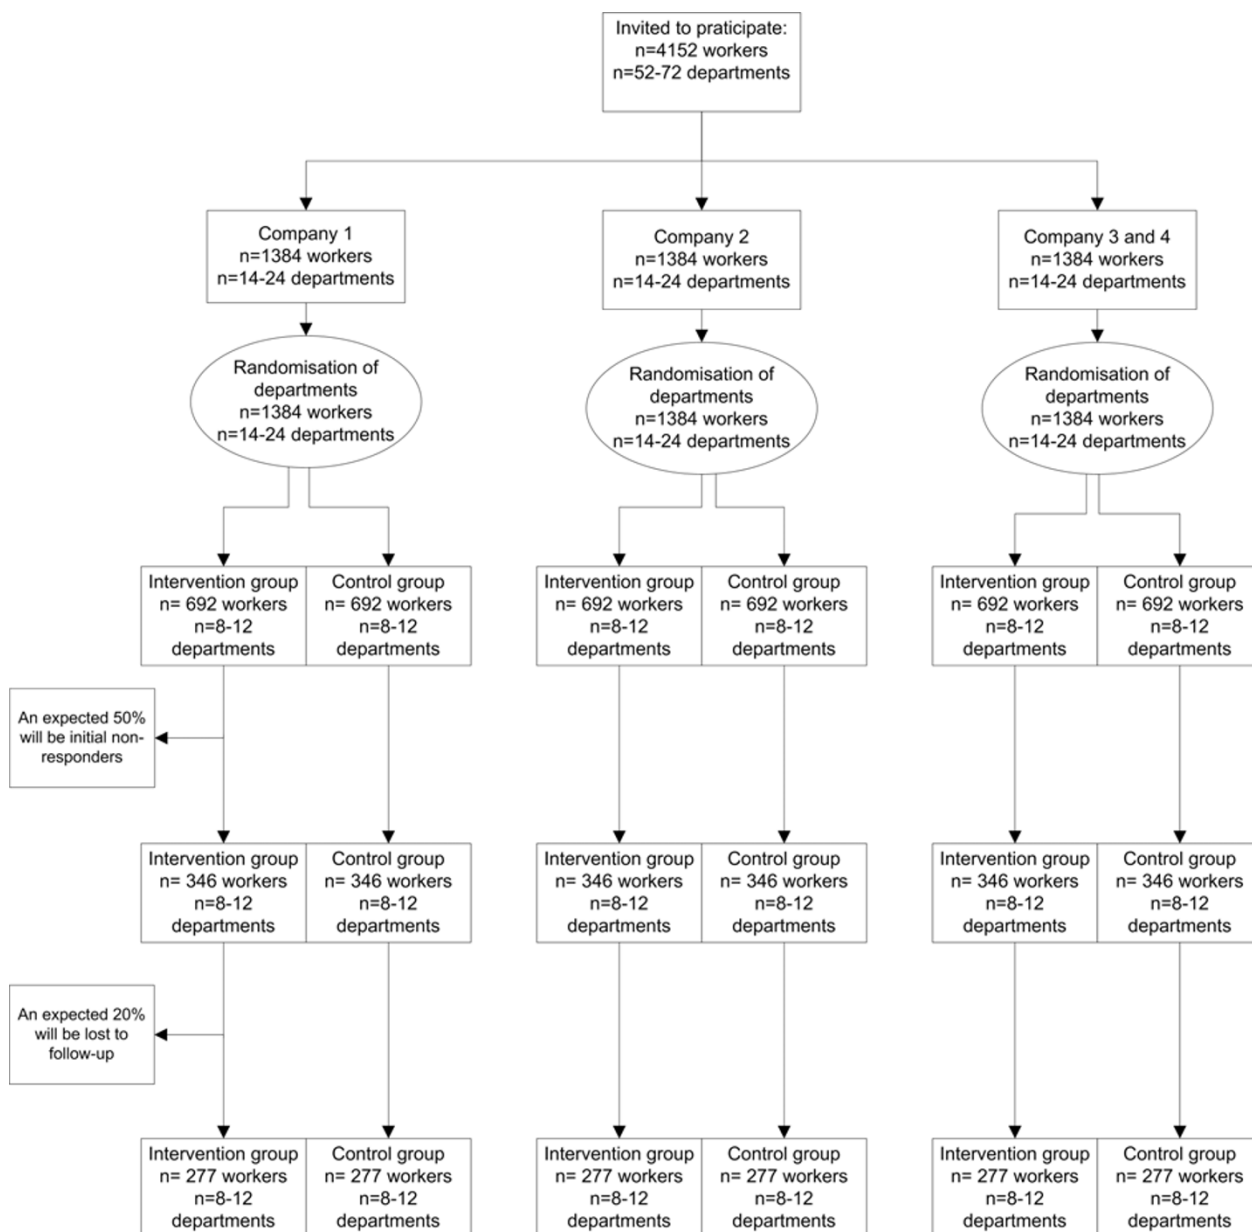 Invited to praticipate:
n=4152 workers
n=52-72 departments
Company 1
n=1384 workers
n=14-24 departments
Company 2
n=1384 workers
n=14-24 departments
Company 3 and 4
n=1384 workers
n=14-24 departments
Randomisation of
departments
n=1384 workers
n=14-24 departments
Randomisation of
departments
n=1384 workers
n=14-24 departments
Randomisation of
departments
n=1384 workers
n=14-24 departments
Intervention group
n= 692 workers
n=8-12
departments
Control group
n= 692 workers
n=8-12
departments
Intervention group
n= 692 workers
n=8-12
departments
Control group
n= 692 workers
n=8-12
departments
Intervention group
n= 692 workers
n=8-12
departments
Control group
n= 692 workers
n=8-12
departments
An expected 50%
will be initial non-
responders
Intervention group
n= 346 workers
n=8-12
departments
Control group
n= 346 workers
n=8-12
departments
Intervention group
n= 346 workers
n=8-12
departments
Control group
n= 346 workers
n=8-12
departments
Intervention group
n= 346 workers
n=8-12
departments
Control group
n= 346 workers
n=8-12
departments
An expected 20%
will be lost to
follow-up
Intervention group
n= 277 workers
n=8-12
departments
Control group
n= 277 workers
n=8-12
departments
Intervention group
n= 277 workers
n=8-12
departments
Control group
n= 277 workers
n=8-12
departments
Intervention group
n= 277 workers
n=8-12
departments
Control group
n= 277 workers
n=8-12
departments